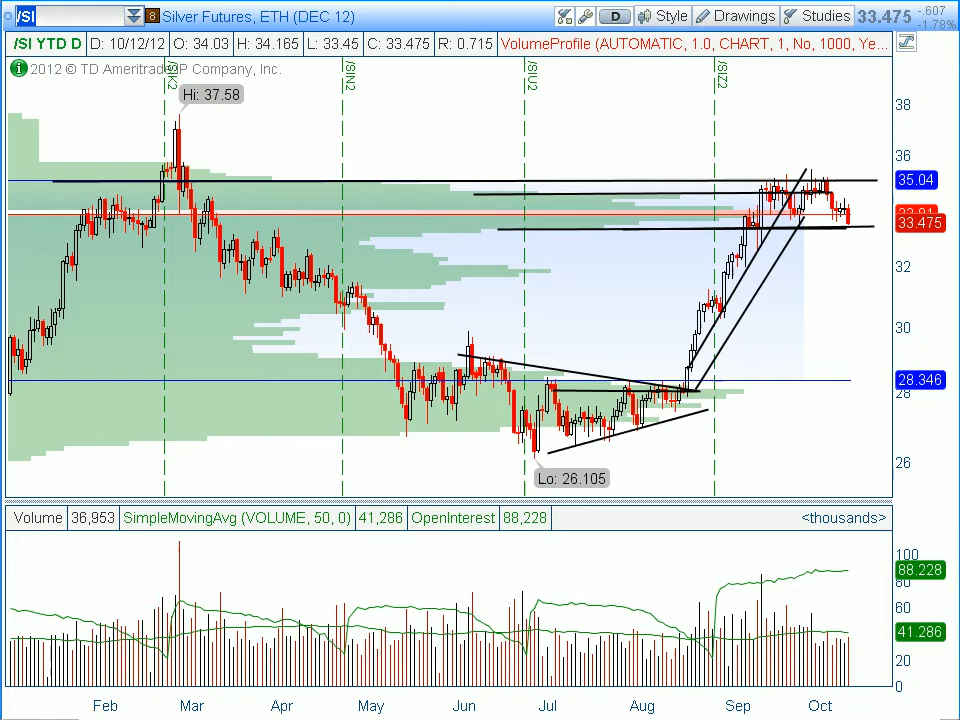 /SI 8 Silver Futures, ETH (DEC 12) D Style Drawings Studies 33.475 -.607
-1.78%
/SI YTD D D: 10/12/12 O: 34.03 H: 34.165 L: 33.45 C: 33.475 R: 0.715 VolumeProfile (AUTOMATIC, 1.0, CHART, 1, No, 1000, Ye...
2012 © TD Ameritrade IP Company, Inc.
/SIK2 /SIN2 /SIU2 /SIZ2
Hi: 37.58
38
36
35.04
33.475
32
30
28.346
28
26
Lo: 26.105
Volume 36,953 SimpleMovingAvg (VOLUME, 50, 0) 41,286 OpenInterest 88,228 <thousands>
100
88.228
80
60
41.286
20
0
Feb Mar Apr May Jun Jul Aug Sep Oct